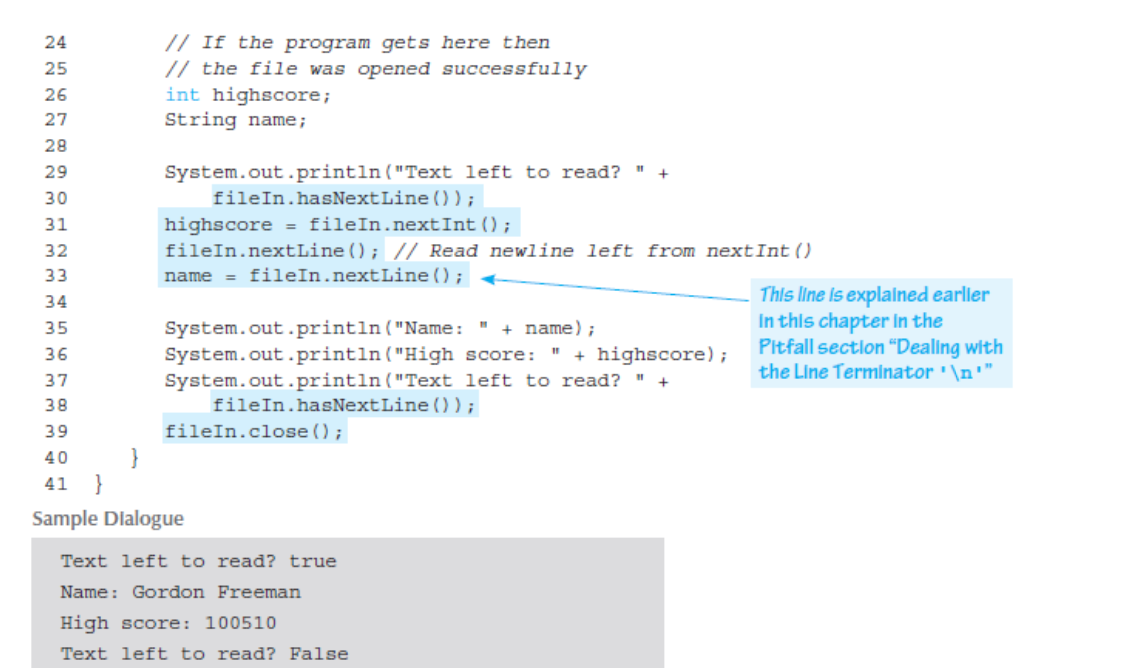 24 // If the program gets here then
25 // the file was opened successfully
26 int highscore;
27 String name;
28
29 System.out.println("Text left to read? " +
30 fileIn.hasNextLine());
31 highscore = fileIn.nextInt();
32 fileIn.nextLine(); // Read newline left from nextInt()
33 name = fileIn.nextLine();
34
35 System.out.println("Name: " + name);
36 System.out.println("High score: " + highscore);
37 System.out.println("Text left to read? " +
38 fileIn.hasNextLine());
39 fileIn.close();
40 }
41 }
This line is explained earlier
in this chapter in the
Pitfall section “Dealing with
the Line Terminator '\n'”
Sample Dialogue
Text left to read? true
Name: Gordon Freeman
High score: 100510
Text left to read? False